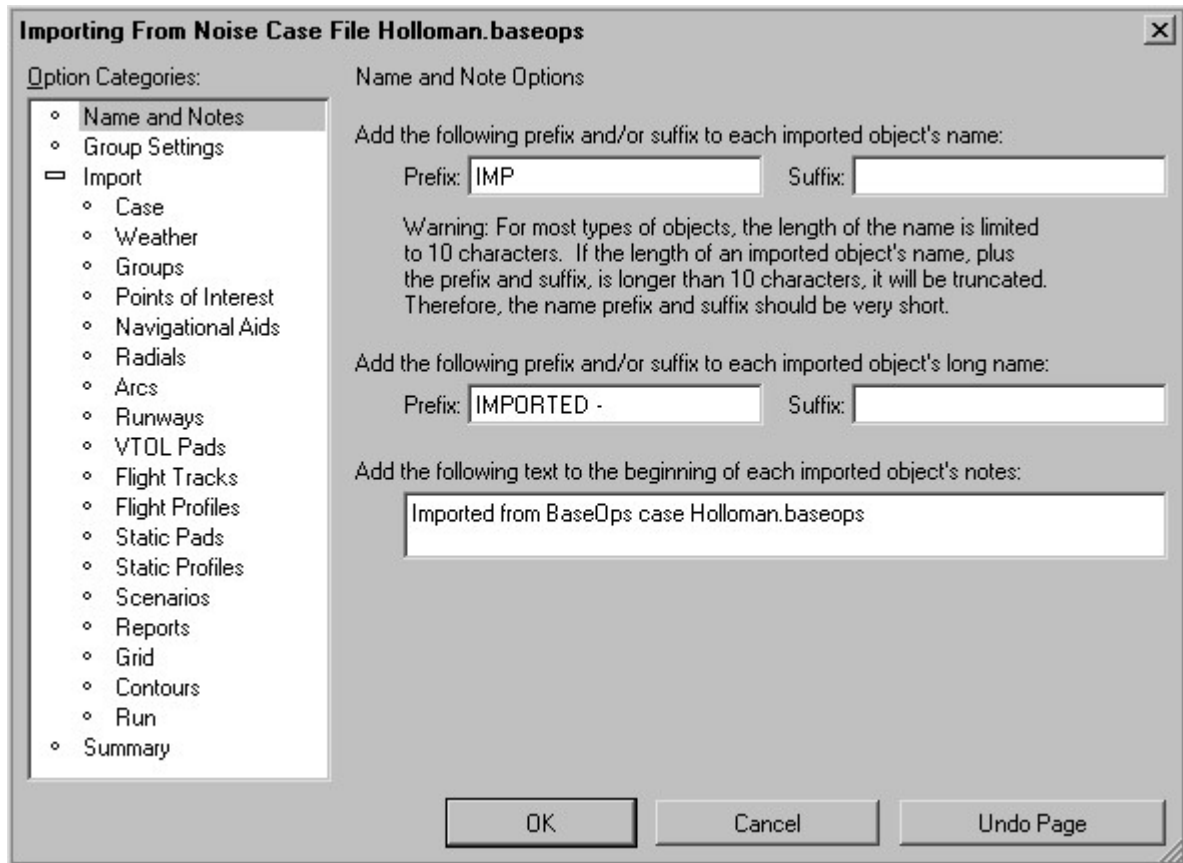 Importing From Noise Case File Holloman.baseops
Option Categories:
Name and Notes
Group Settings
Import
Case
Weather
Groups
Points of Interest
Navigational Aids
Radials
Arcs
Runways
VTOL Pads
Flight Tracks
Flight Profiles
Static Pads
Static Profiles
Scenarios
Reports
Grid
Contours
Run
Summary
Name and Note Options
Add the following prefix and/or suffix to each imported object's name:
Prefix: IMP Suffix:
Warning: For most types of objects, the length of the name is limited
to 10 characters. If the length of an imported object's name, plus
the prefix and suffix, is longer than 10 characters, it will be truncated.
Therefore, the name prefix and suffix should be very short.
Add the following prefix and/or suffix to each imported object's long name:
Prefix: IMPORTED - Suffix:
Add the following text to the beginning of each imported object's notes:
Imported from BaseOps case Holloman.baseops
OK Cancel Undo Page